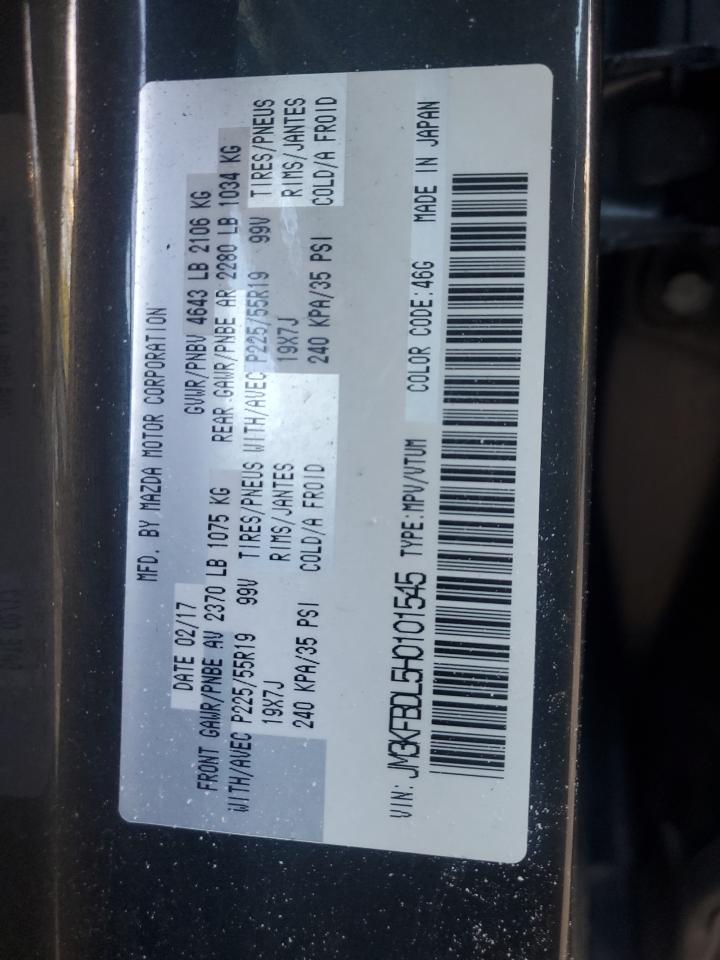 MFD. BY MAZDA MOTOR CORPORATION
DATE 02/17 GVWR/PNBV 4643 LB 2106 KG
FRONT GAWR/PNBE AV 2370 LB 1075 KG REAR GAWR/PNBE AR 2280 LB 1034 KG
WITH/AVEC P225/55R19 99V TIRES/PNEUS WITH/AVEC P225/55R19 99V TIRES/PNEUS
19X7J RIMS/JANTES 19X7J RIMS/JANTES
240 KPA/35 PSI COLD/A FROID 240 KPA/35 PSI COLD/A FROID
VIN: JM3KFBDL5H0101545 TYPE:MPV/VTUM COLOR CODE:46G MADE IN JAPAN